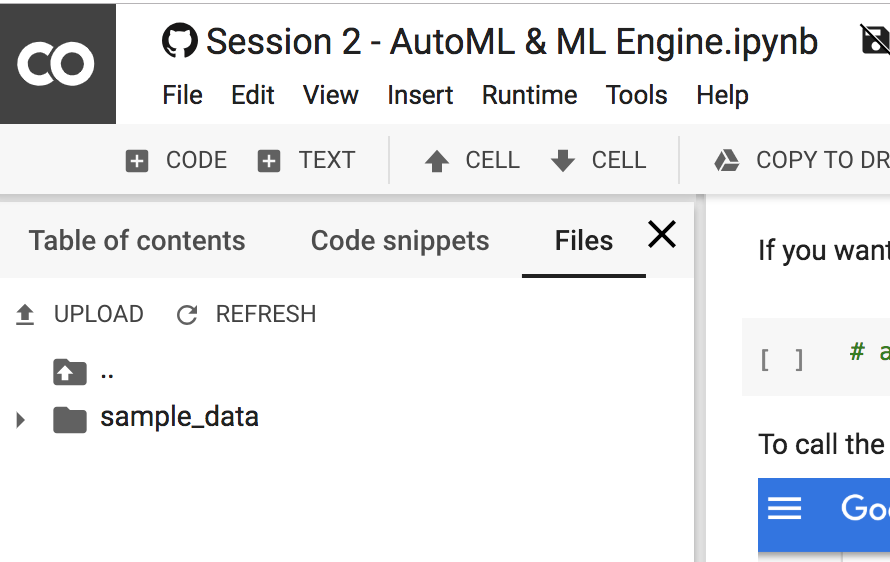 CO Session 2 - AutoML & ML Engine.ipynb
File Edit View Insert Runtime Tools Help
CODE TEXT CELL CELL COPY TO DR
Table of contents Code snippets Files
If you want
UPLOAD REFRESH
[ ] # a
..
sample_data
To call the
Goo